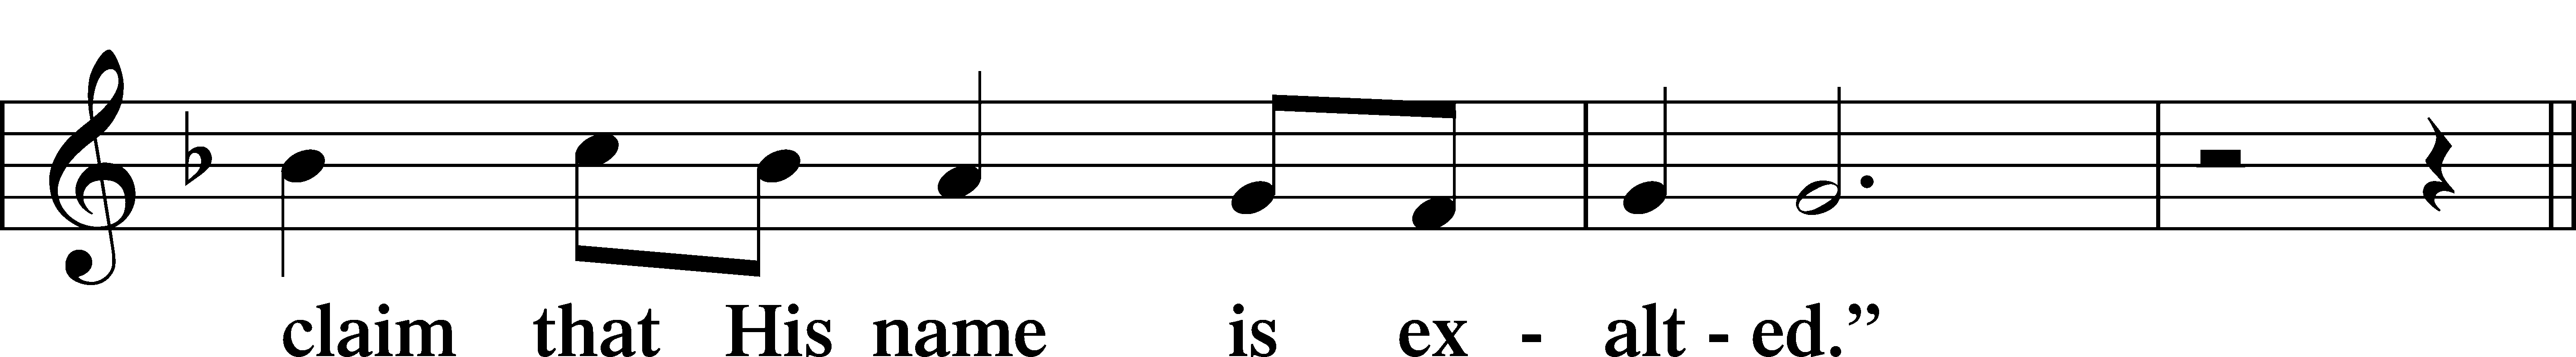 claim that His name is ex - alt - ed.”